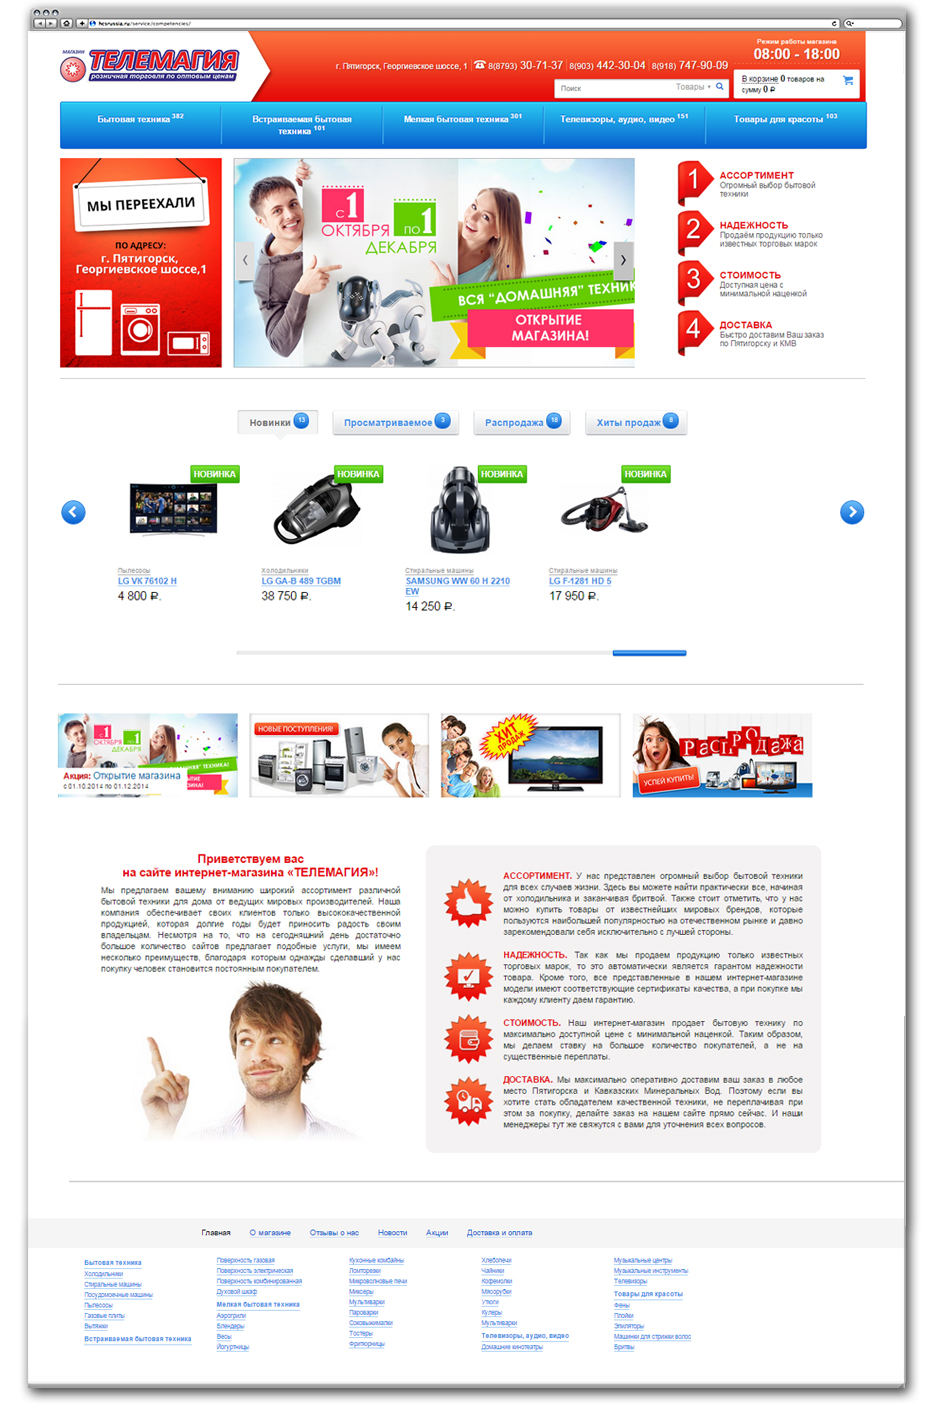 hcsrussia.ru/service/competencies/
МАГАЗИН
ТЕЛЕМАГИЯ
розничная торговля по оптовым ценам
г. Пятигорск, Георгиевское шоссе, 1 8(8793) 30-71-37 8(903) 442-30-04 8(918) 747-90-09
Режим работы магазина
08:00 - 18:00
Поиск Товары
В корзине 0 товаров на
сумму 0 ₽
Бытовая техника 382
Встраиваемая бытовая
техника 101
Мелкая бытовая техника 301
Телевизоры, аудио, видео 151
Товары для красоты 103
МЫ ПЕРЕЕХАЛИ
ПО АДРЕСУ:
г. Пятигорск,
Георгиевское шоссе,1
с 1
ОКТЯБРЯ
по 1
ДЕКАБРЯ
ВСЯ "ДОМАШНЯЯ" ТЕХНИК
ОТКРЫТИЕ
МАГАЗИНА!
1 АССОРТИМЕНТ
Огромный выбор бытовой
техники
2 НАДЕЖНОСТЬ
Продаём продукцию только
известных торговых марок
3 СТОИМОСТЬ
Доступная цена с
минимальной наценкой
4 ДОСТАВКА
Быстро доставим Ваш заказ
по Пятигорску и КМВ
Новинки 13
Просматриваемое 3
Распродажа 18
Хиты продаж 8
НОВИНКА
НОВИНКА
НОВИНКА
НОВИНКА
Пылесосы
LG VK 76102 H
4 800 ₽.
Холодильники
LG GA-B 489 TGBM
38 750 ₽.
Стиральные машины
SAMSUNG WW 60 H 2210
EW
14 250 ₽.
Стиральные машины
LG F-1281 HD 5
17 950 ₽.
с 1
ОКТЯБРЯ
по 1
ДЕКАБРЯ
Акция: Открытие магазина
с 01.10.2014 по 01.12.2014
НОВЫЕ ПОСТУПЛЕНИЯ!
ХИТ
ПРОДАЖ
РАСПРОДАЖА
УСПЕЙ КУПИТЬ!
Приветствуем вас
на сайте интернет-магазина «ТЕЛЕМАГИЯ»!
Мы предлагаем вашему вниманию широкий ассортимент различной
бытовой техники для дома от ведущих мировых производителей. Наша
компания обеспечивает своих клиентов только высококачественной
продукцией, которая долгие годы будет приносить радость своим
владельцам. Несмотря на то, что на сегодняшний день достаточно
большое количество сайтов предлагает подобные услуги, мы имеем
несколько преимуществ, благодаря которым однажды сделавший у нас
покупку человек становится постоянным покупателем.
АССОРТИМЕНТ. У нас представлен огромный выбор бытовой техники
для всех случаев жизни. Здесь вы можете найти практически все, начиная
от холодильника и заканчивая бритвой. Также стоит отметить, что у нас
можно купить товары от известнейших мировых брендов, которые
пользуются наибольшей популярностью на отечественном рынке и давно
зарекомендовали себя исключительно с лучшей стороны.
НАДЕЖНОСТЬ. Так как мы продаем продукцию только известных
торговых марок, то это автоматически является гарантом надежности
товара. Кроме того, все представленные в нашем интернет-магазине
модели имеют соответствующие сертификаты качества, а при покупке мы
каждому клиенту даем гарантию.
СТОИМОСТЬ. Наш интернет-магазин продает бытовую технику по
максимально доступной цене с минимальной наценкой. Таким образом,
мы делаем ставку на большое количество покупателей, а не на
существенные переплаты.
ДОСТАВКА. Мы максимально оперативно доставим ваш заказ в любое
место Пятигорска и Кавказских Минеральных Вод. Поэтому если вы
хотите стать обладателем качественной техники, не переплачивая при
этом за покупку, делайте заказ на нашем сайте прямо сейчас. И наши
менеджеры тут же свяжутся с вами для уточнения всех вопросов.
Главная О магазине Отзывы о нас Новости Акции Доставка и оплата
Бытовая техника
Холодильники
Стиральные машины
Посудомоечные машины
Пылесосы
Газовые плиты
Вытяжки
Встраиваемая бытовая техника
Поверхность газовая
Поверхность электрическая
Поверхность комбинированная
Духовой шкаф
Мелкая бытовая техника
Аэрогрили
Блендеры
Весы
Йогуртницы
Кухонные комбайны
Ломтерезки
Микроволновые печи
Миксеры
Мультиварки
Пароварки
Соковыжималки
Тостеры
Фритюрницы
Хлебопечи
Чайники
Кофемолки
Мясорубки
Утюги
Кулеры
Мультиварки
Телевизоры, аудио, видео
Домашние кинотеатры
Музыкальные центры
Музыкальные инструменты
Телевизоры
Товары для красоты
Фены
Плойки
Эпиляторы
Машинки для стрижки волос
Бритвы